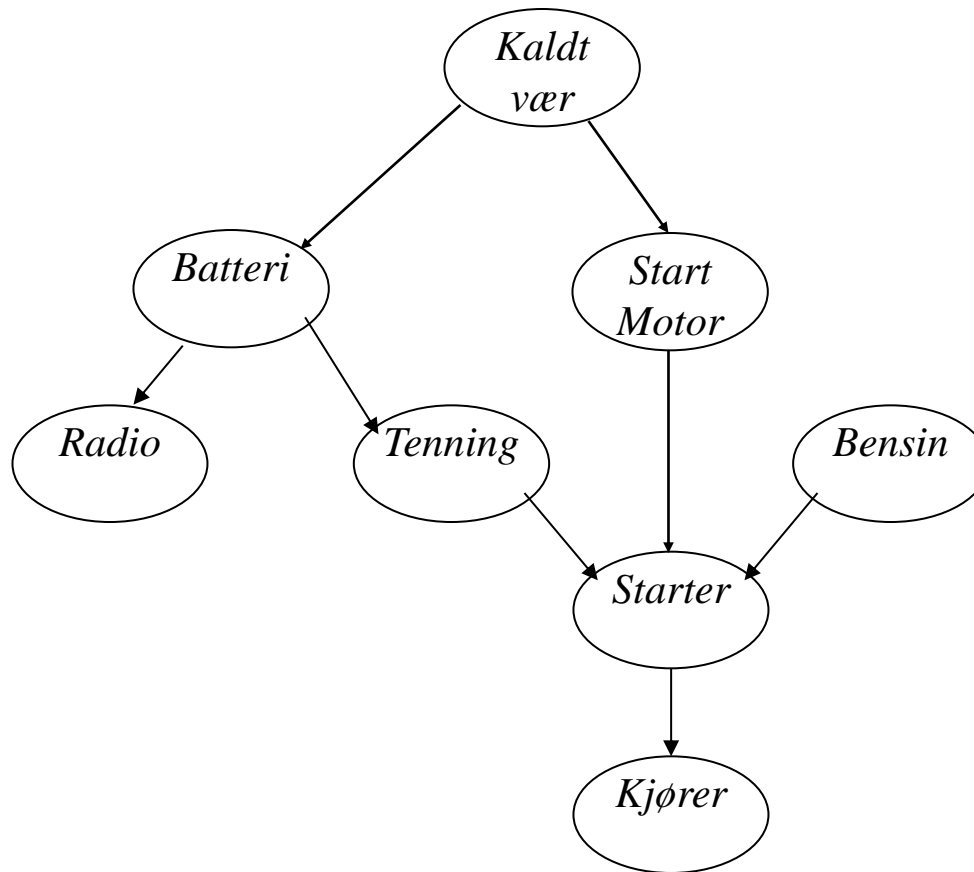 Kaldt
vær
Batteri
Start
Motor
Radio
Tenning
Bensin
Starter
Kjører